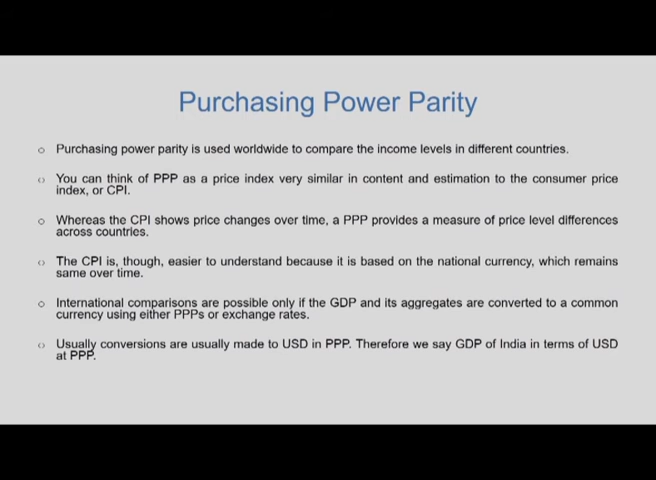 Purchasing Power Parity
Purchasing power parity is used worldwide to compare the income levels in different countries.
You can think of PPP as a price index very similar in content and estimation to the consumer price
index, or CPI.
Whereas the CPI shows price changes over time, a PPP provides a measure of price level differences
across countries.
The CPI is, though, easier to understand because it is based on the national currency, which remains
same over time.
International comparisons are possible only if the GDP and its aggregates are converted to a common
currency using either PPPs or exchange rates.
Usually conversions are usually made to USD in PPP. Therefore we say GDP of India in terms of USD
at PPP.